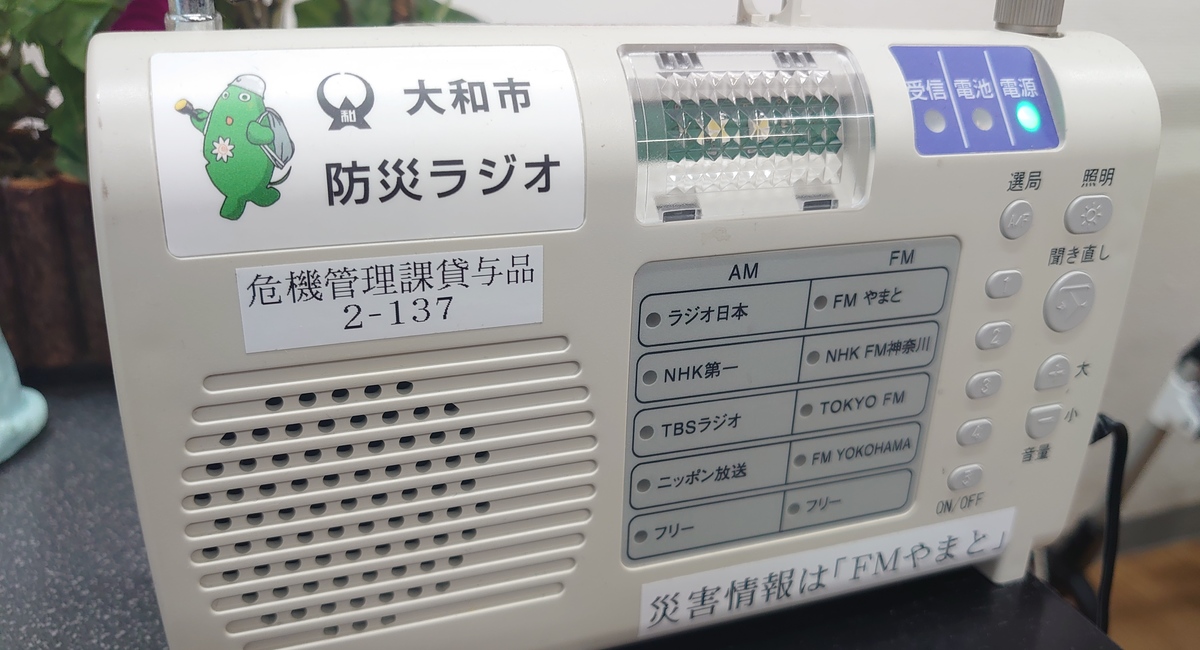 和
大和市
防災ラジオ
危機管理課貸与品
2-137
受信 電池 電源
選局 照明
A/F
聞き直し
AM FM
ラジオ日本 FM やまと
NHK第一 NHK FM神奈川
TBSラジオ TOKYO FM
ニッポン放送 FM YOKOHAMA
フリー フリー
1
2
3
4
5
ON/OFF
+ 大
- 小
音量
災害情報は「FMやまと」